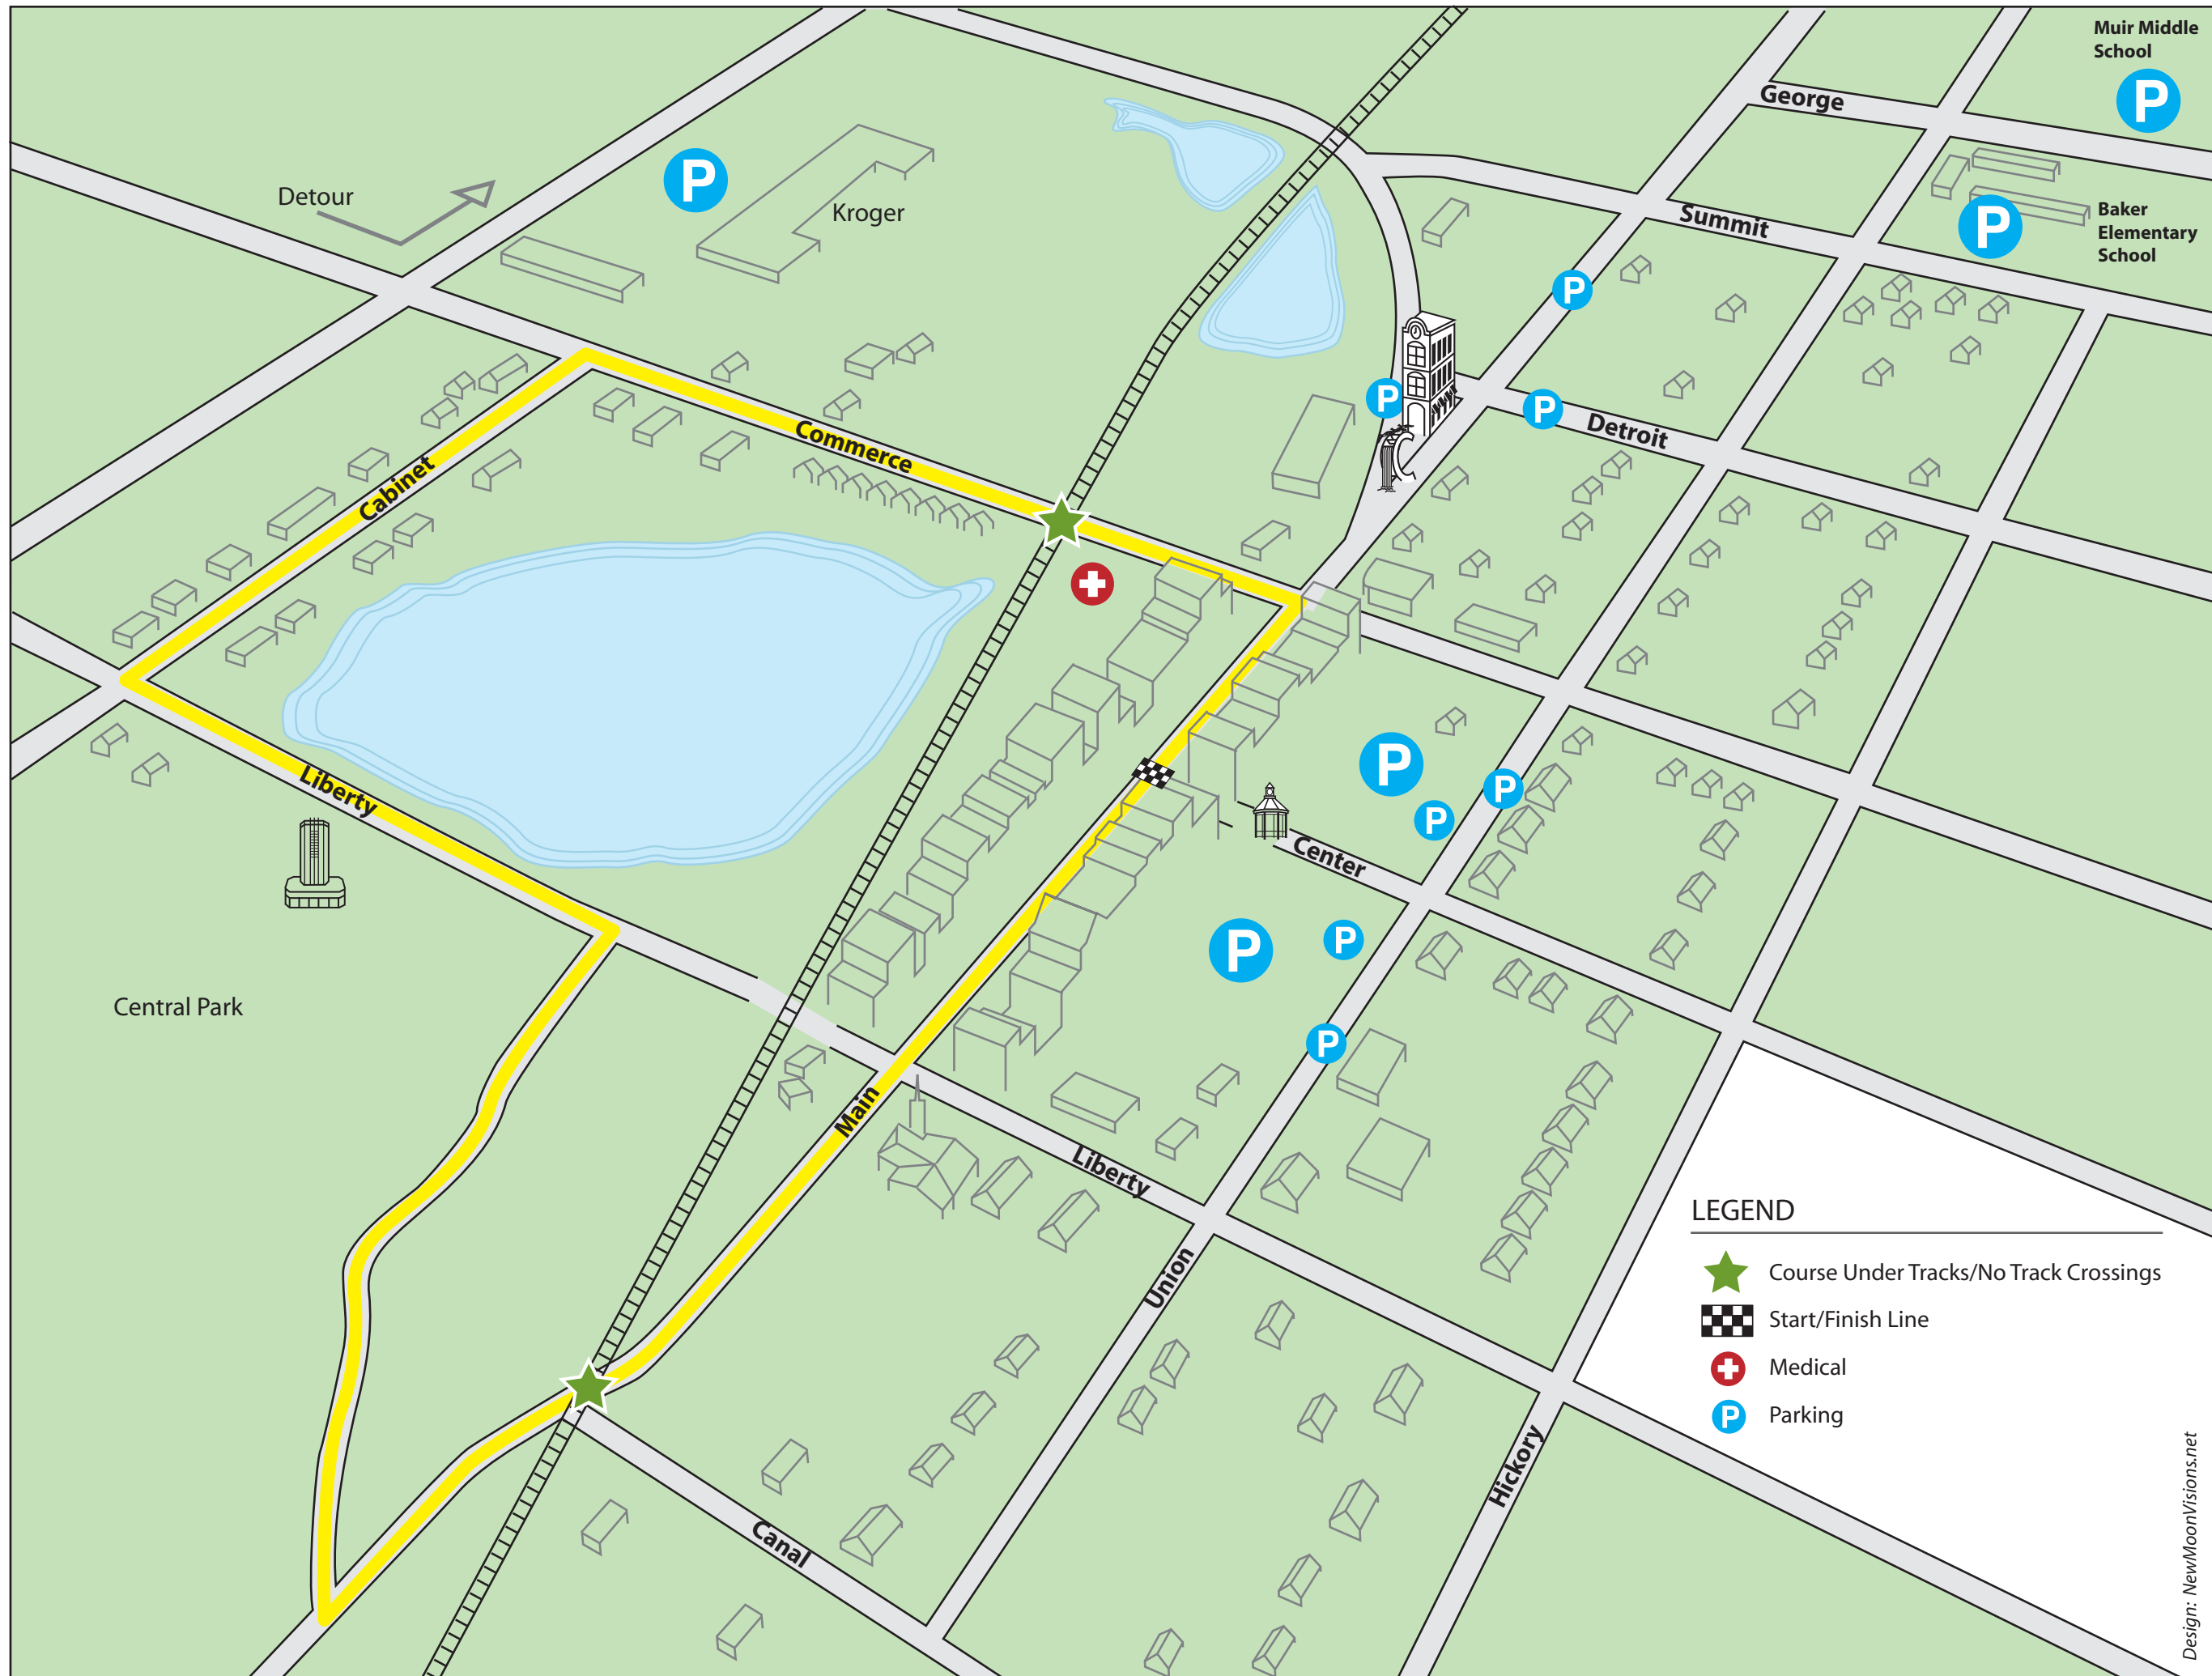 Muir Middle
School
P
George
Detour
P
Kroger
Summit
P
Baker
Elementary
School
P
P
P
Detroit
Commerce
Cabinet
Liberty
P
P
P
Center
P
P
Central Park
P
Main
Liberty
Union
LEGEND
Course Under Tracks/No Track Crossings
Start/Finish Line
Medical
P
Parking
Hickory
Canal
Design: NewMoonVisions.net